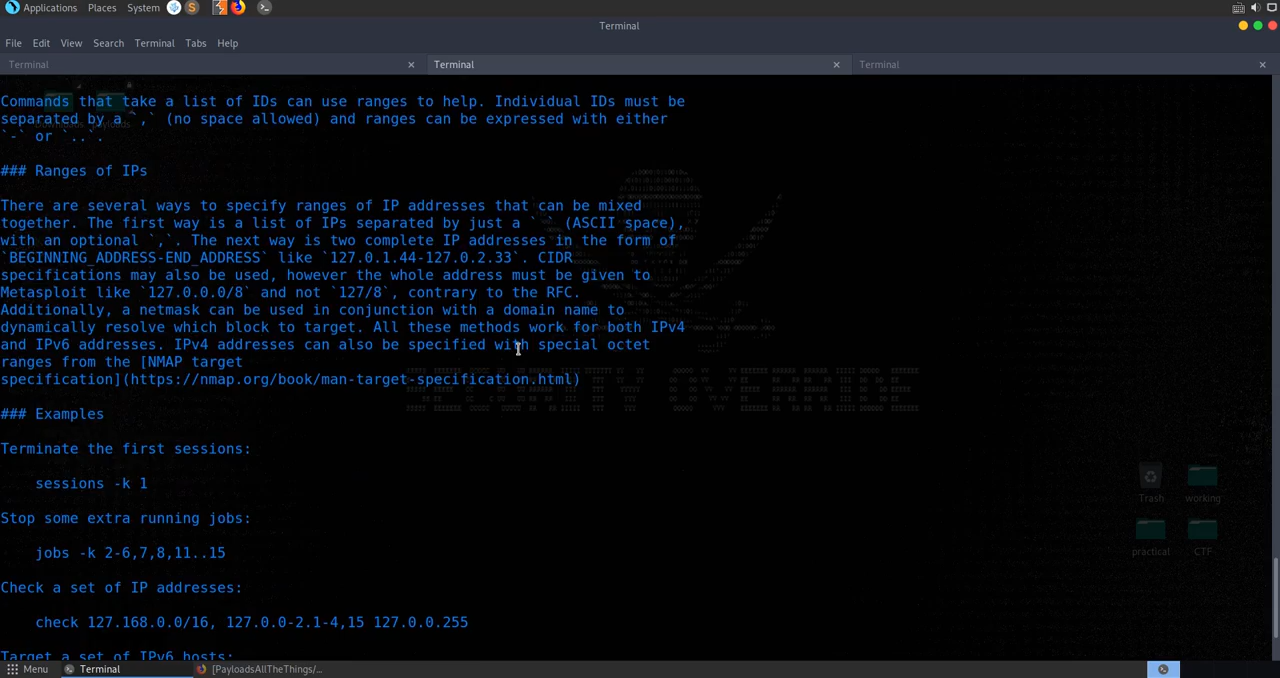 Applications Places System
Terminal
File Edit View Search Terminal Tabs Help
Terminal Terminal Terminal
Commands that take a list of IDs can use ranges to help. Individual IDs must be
separated by a `,` (no space allowed) and ranges can be expressed with either
`-` or `..`.
### Ranges of IPs
There are several ways to specify ranges of IP addresses that can be mixed
together. The first way is a list of IPs separated by just a ` ` (ASCII space),
with an optional `,`. The next way is two complete IP addresses in the form of
`BEGINNING_ADDRESS-END_ADDRESS` like `127.0.1.44-127.0.2.33`. CIDR
specifications may also be used, however the whole address must be given to
Metasploit like `127.0.0.0/8` and not `127/8`, contrary to the RFC.
Additionally, a netmask can be used in conjunction with a domain name to
dynamically resolve which block to target. All these methods work for both IPv4
and IPv6 addresses. IPv4 addresses can also be specified with special octet
ranges from the [NMAP target
specification](https://nmap.org/book/man-target-specification.html)
### Examples
Terminate the first sessions:
sessions -k 1
Stop some extra running jobs:
jobs -k 2-6,7,8,11..15
Check a set of IP addresses:
check 127.168.0.0/16, 127.0.0-2.1-4,15 127.0.0.255
Target a set of IPv6 hosts:
Trash working
practical CTF
Menu Terminal [PayloadsAllTheThings/...